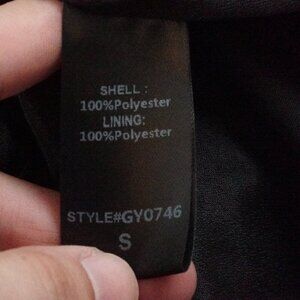 SHELL :
100%Polyester
LINING:
100%Polyester
STYLE#GY0746
S